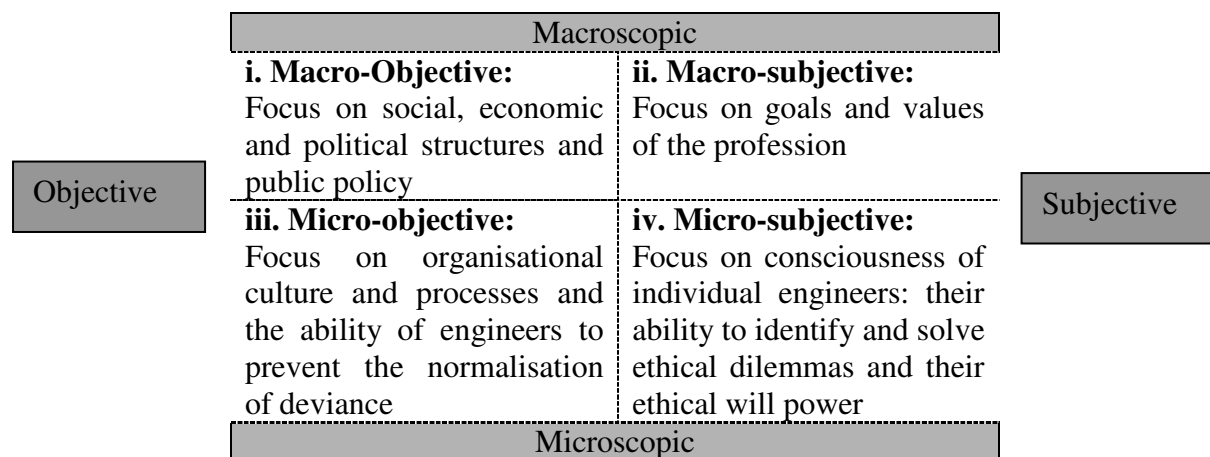 Macroscopic
i. Macro-Objective:
Focus on social, economic
and political structures and
public policy
ii. Macro-subjective:
Focus on goals and values
of the profession
Objective
Subjective
iii. Micro-objective:
Focus on organisational
culture and processes and
the ability of engineers to
prevent the normalisation
of deviance
iv. Micro-subjective:
Focus on consciousness of
individual engineers: their
ability to identify and solve
ethical dilemmas and their
ethical will power
Microscopic